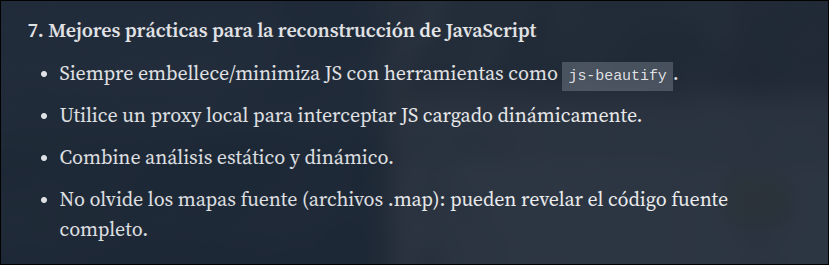 7. Mejores prácticas para la reconstrucción de JavaScript
• Siempre embellece/minimiza JS con herramientas como js-beautify.
• Utilice un proxy local para interceptar JS cargado dinámicamente.
• Combine análisis estático y dinámico.
• No olvide los mapas fuente (archivos .map): pueden revelar el código fuente
completo.